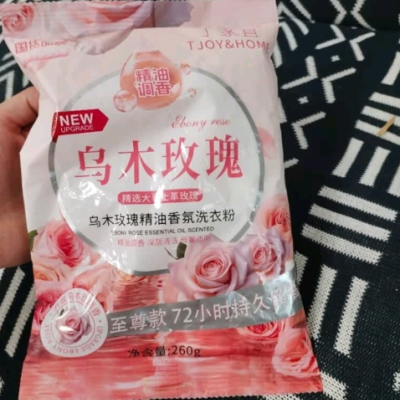 TJOY&HOME
精油
调香
NEW
UPGRADE
Ebony rose
乌木玫瑰
乌木玫瑰精油香氛洗衣粉
EBONI ROSE ESSENTIAL OIL SCENTED
至尊款 72小时持久
净含量:260g